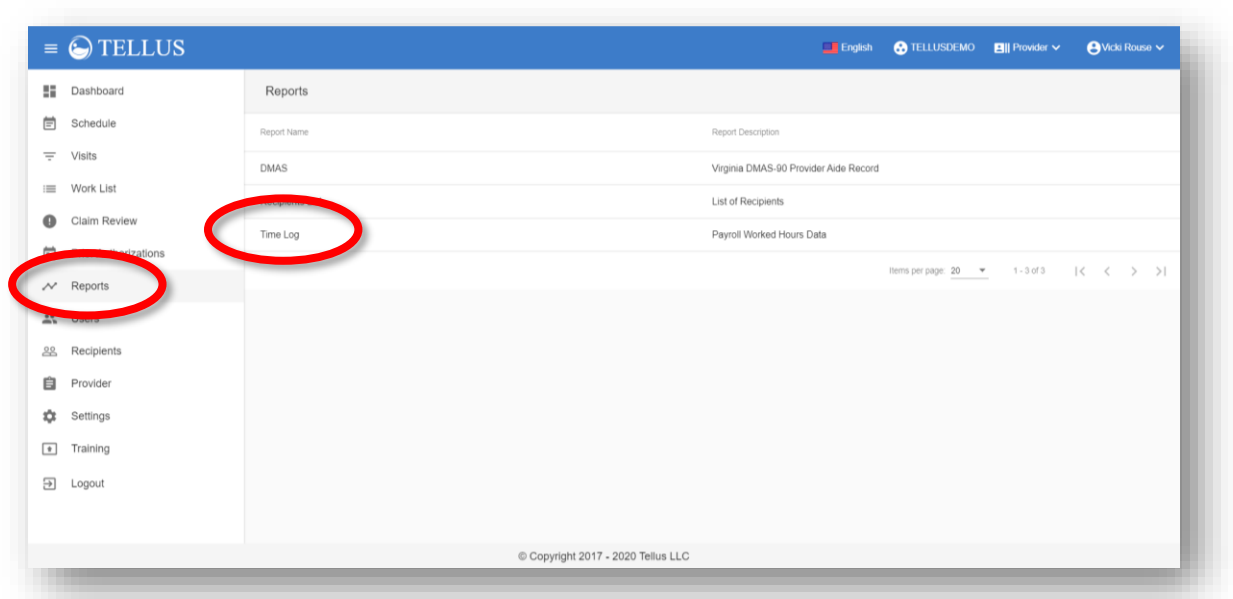 TELLUS
English TELLUSDEMO Provider Vicki Rouse
Dashboard
Schedule
Visits
Work List
Claim Review
Reports
Users
Recipients
Provider
Settings
Training
Logout
Reports
Report Name Report Description
DMAS Virginia DMAS-90 Provider Aide Record
List of Recipients
Time Log Payroll Worked Hours Data
Items per page: 20 1 - 3 of 3
© Copyright 2017 - 2020 Tellus LLC